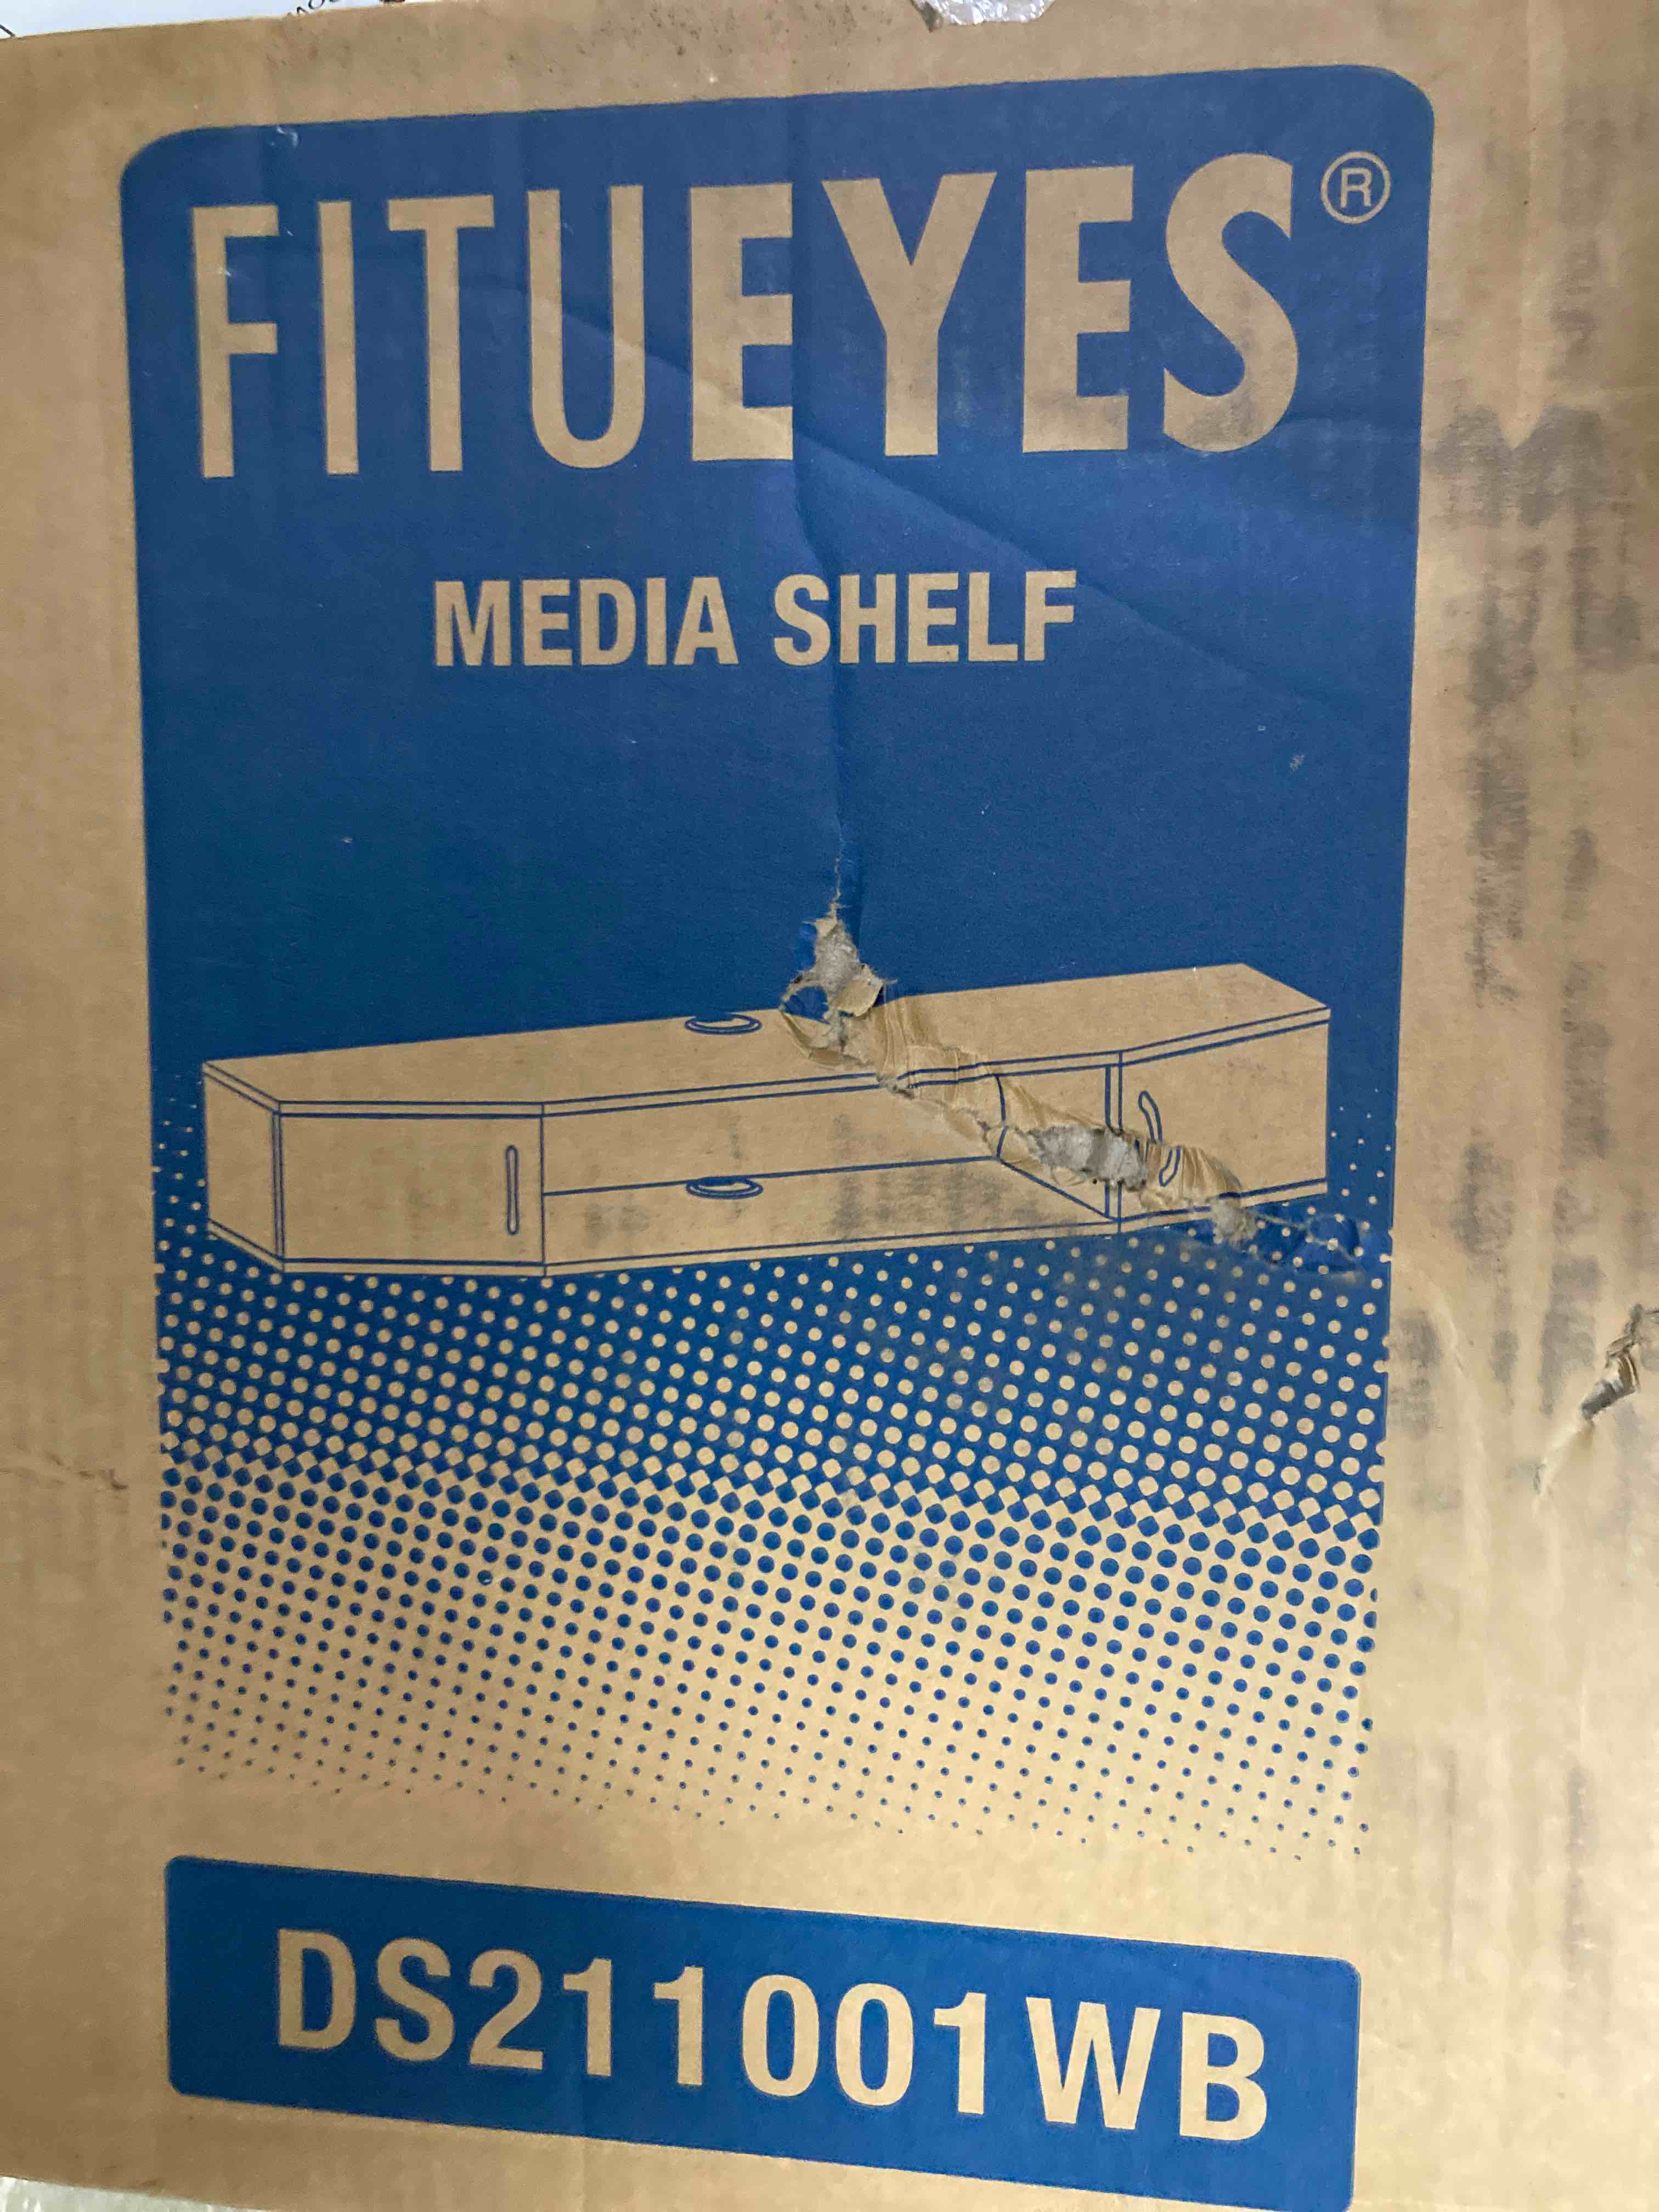 FITUEYES®
MEDIA SHELF
DS211001WB